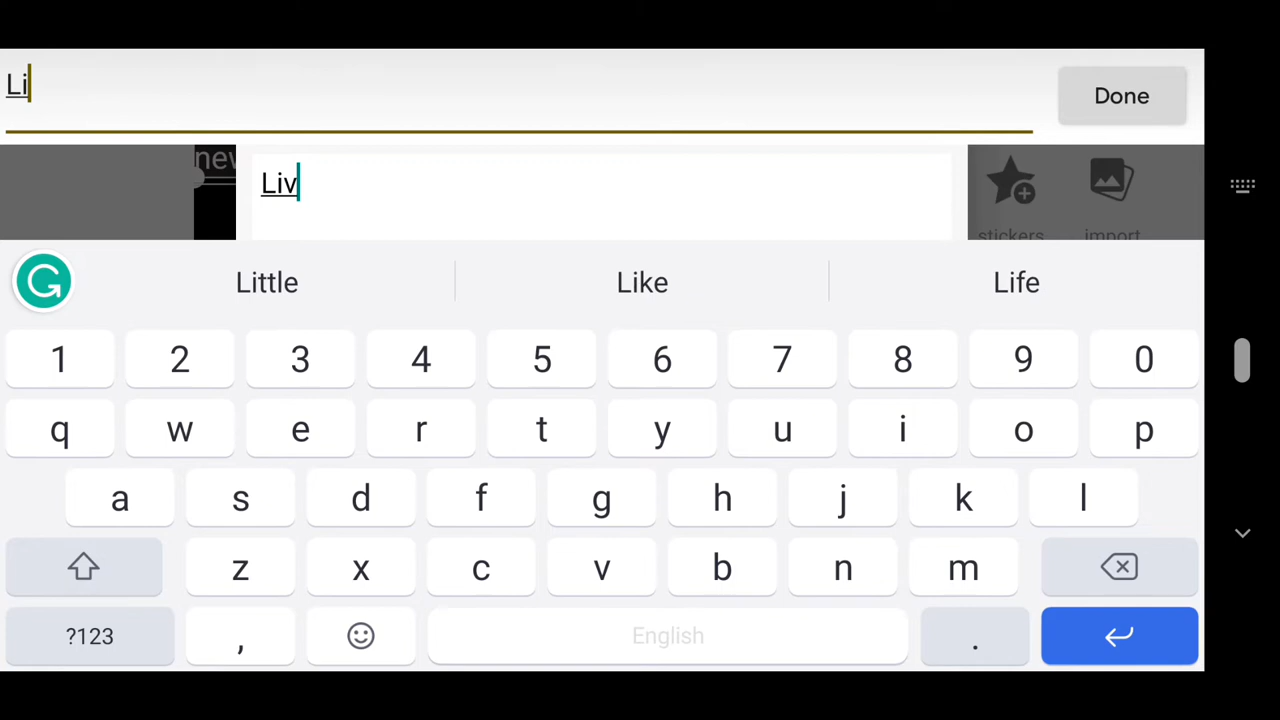 Li
Done
new
Liv
stickers
import
Little
Like
Life
1 2 3 4 5 6 7 8 9 0
q w e r t y u i o p
a s d f g h j k l
z x c v b n m
?123 , English .